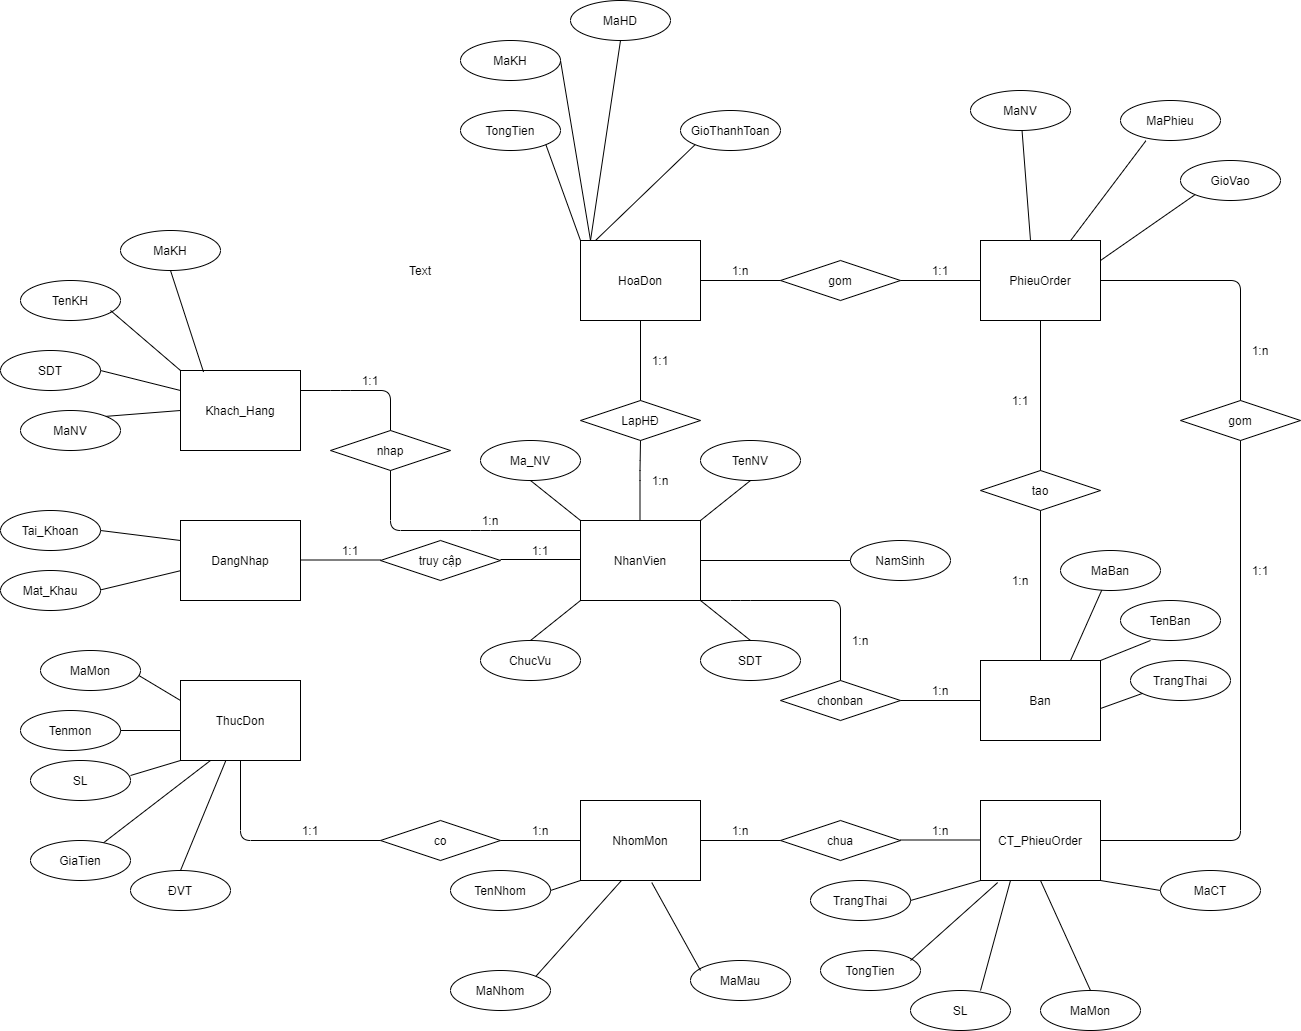 MaHD
MaKH
TongTien
GioThanhToan
MaNV
MaPhieu
GioVao
MaKH
TenKH
SDT
MaNV
Khach_Hang
Text
HoaDon
1:n
gom
1:1
PhieuOrder
1:1
1:1
LapHĐ
1:n
1:1
tao
1:n
1:n
gom
1:1
nhap
1:n
Ma_NV
TenNV
Tai_Khoan
Mat_Khau
DangNhap
1:1
truy cập
1:1
NhanVien
NamSinh
ChucVu
SDT
1:n
chonban
1:n
MaBan
TenBan
TrangThai
Ban
MaMon
Tenmon
SL
GiaTien
ĐVT
ThucDon
1:1
co
1:n
NhomMon
1:n
chua
1:n
CT_PhieuOrder
TenNhom
MaNhom
MaMau
TrangThai
TongTien
SL
MaMon
MaCT